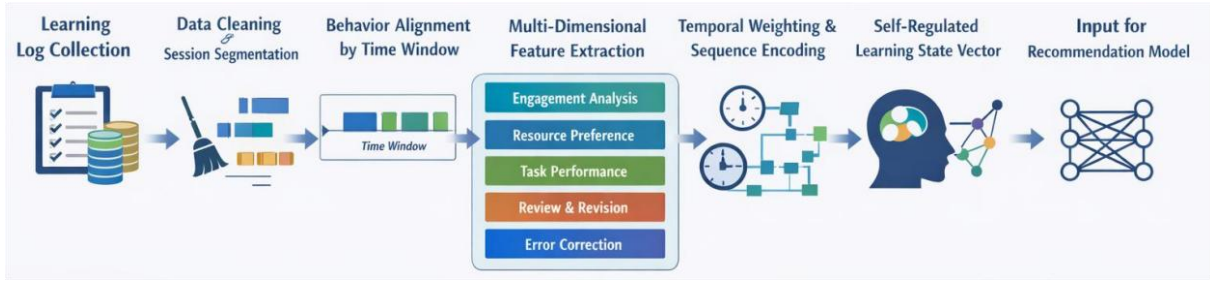 Learning
Log Collection
Data Cleaning
&
Session Segmentation
Behavior Alignment
by Time Window
Time Window
Multi-Dimensional
Feature Extraction
Engagement Analysis
Resource Preference
Task Performance
Review & Revision
Error Correction
Temporal Weighting &
Sequence Encoding
Self-Regulated
Learning State Vector
Input for
Recommendation Model